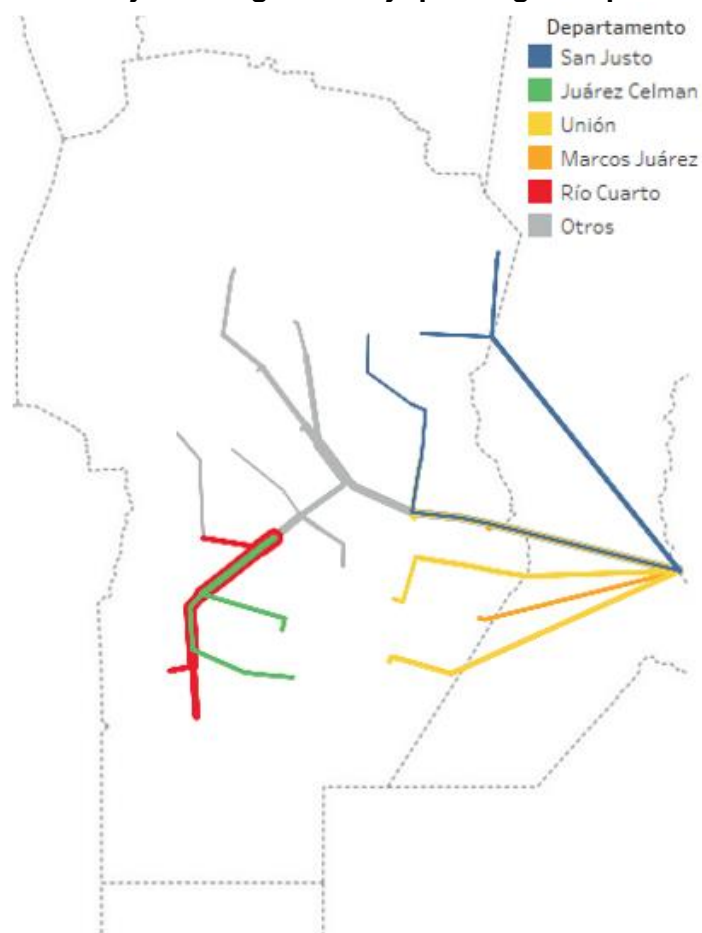 Departamento
San Justo
Juárez Celman
Unión
Marcos Juárez
Río Cuarto
Otros